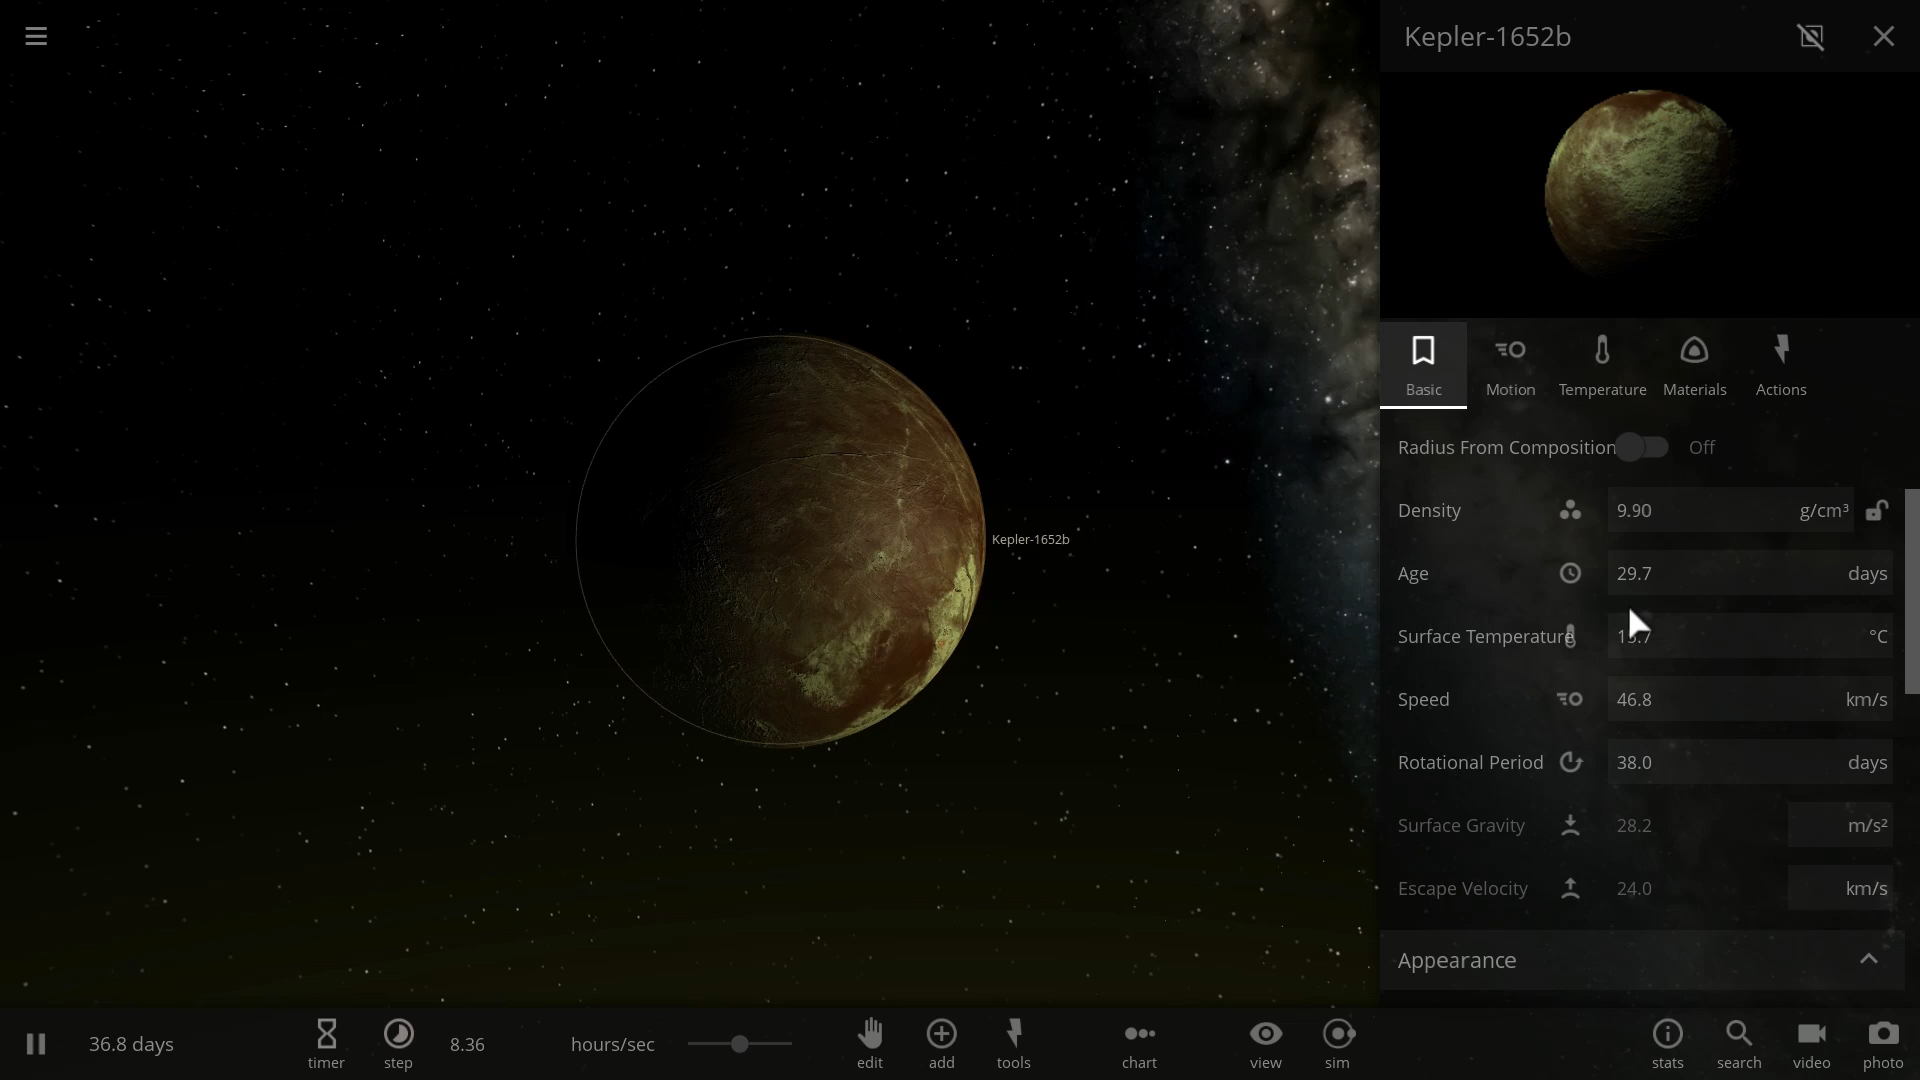 Kepler-1652b
Basic
Motion
Temperature
Materials
Actions
Radius From Composition Off
Density 9.90 g/cm³
Age 29.7 days
Surface Temperature °C
Speed 46.8 km/s
Rotational Period 38.0 days
Surface Gravity 28.2 m/s²
Escape Velocity 24.0 km/s
Appearance
Kepler-1652b
36.8 days
timer
step
8.36 hours/sec
edit
add
tools
chart
view
sim
stats
search
video
photo